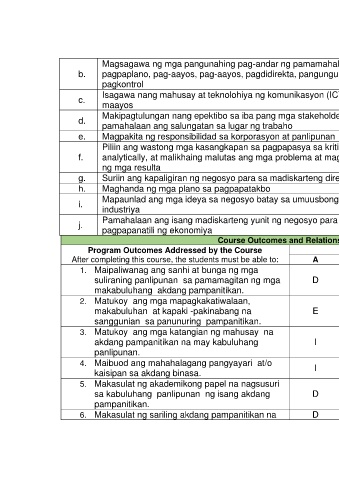 Magsagawa ng mga pangunahing pag-andar ng pamamahal
b. pagpaplano, pag-aayos, pag-aayos, pagdidirekta, pangungu
pagkontrol
c. Isagawa nang mahusay at teknolohiya ng komunikasyon (IC
maayos
d. Makipagtulungan nang epektibo sa iba pang mga stakeholde
pamahalaan ang salungatan sa lugar ng trabaho
e. Magpakita ng responsibilidad sa korporasyon at panlipunan
Piliin ang wastong mga kasangkapan sa pagpapasya sa kriti
f. analytically, at malikhaing malutas ang mga problema at mag
ng mga resulta
g. Suriin ang kapaligiran ng negosyo para sa madiskarteng dire
h. Maghanda ng mga plano sa pagpapatakbo
i. Mapaunlad ang mga ideya sa negosyo batay sa umuusbong
industriya
j. Pamahalaan ang isang madiskarteng yunit ng negosyo para
pagpapanatili ng ekonomiya
Course Outcomes and Relations
Program Outcomes Addressed by the Course
After completing this course, the students must be able to: A
1. Maipaliwanag ang sanhi at bunga ng mga
suliraning panlipunan sa pamamagitan ng mga D
makabuluhang akdang pampanitikan.
2. Matukoy ang mga mapagkakatiwalaan,
makabuluhan at kapaki -pakinabang na E
sanggunian sa panunuring pampanitikan.
3. Matukoy ang mga katangian ng mahusay na
akdang pampanitikan na may kabuluhang I
panlipunan.
4. Maibuod ang mahahalagang pangyayari at/o
kaisipan sa akdang binasa. I
5. Makasulat ng akademikong papel na nagsusuri
sa kabuluhang panlipunan ng isang akdang D
pampanitikan.
6. Makasulat ng sariling akdang pampanitikan na D